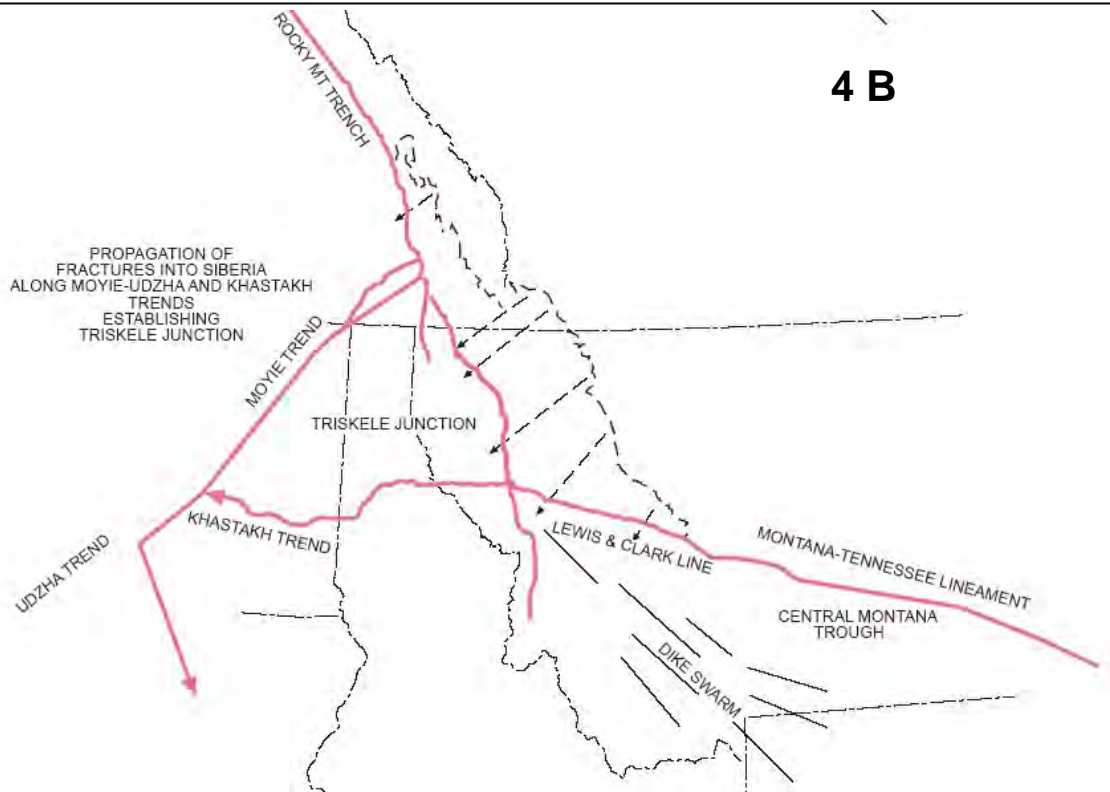 4 B
ROCKY MT TRENCH
PROPAGATION OF
FRACTURES INTO SIBERIA
ALONG MOYIE-UDZHA AND KHASTAKH
TRENDS
ESTABLISHING
TRISKELE JUNCTION
MOYIE TREND
TRISKELE JUNCTION
KHASTAKH TREND
UDZHA TREND
LEWIS & CLARK LINE
MONTANA-TENNESSEE LINEAMENT
CENTRAL MONTANA
TROUGH
DIKE SWARM